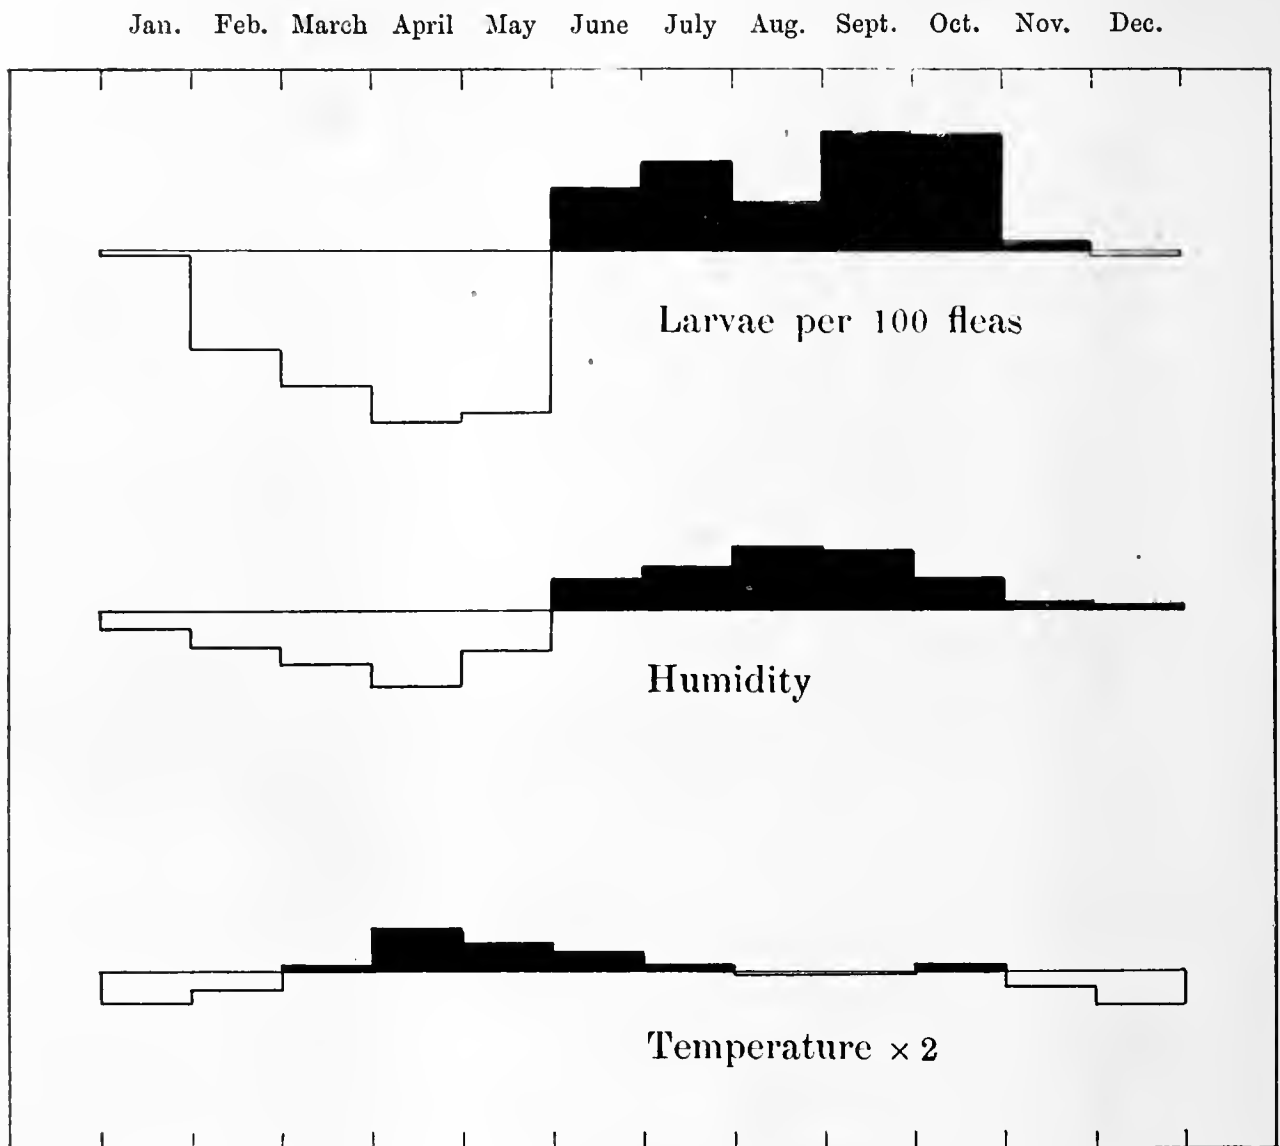 Jan. Feb. March April May June July Aug. Sept. Oct. Nov. Dec.
Larvae per 100 fleas
Humidity
Temperature × 2